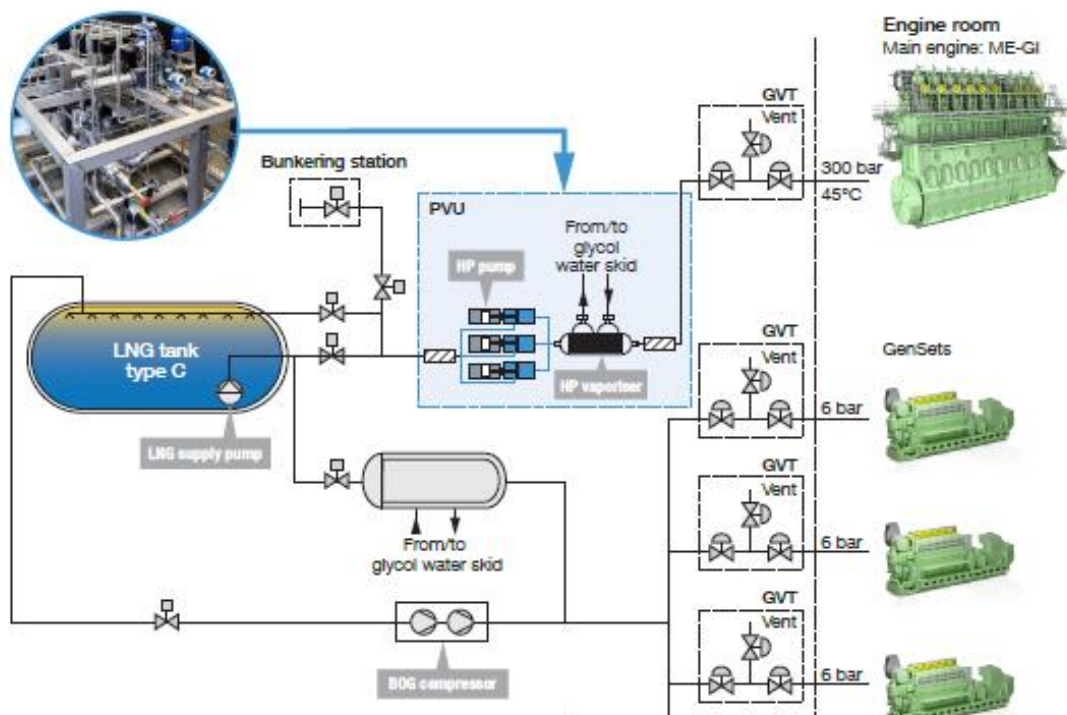 Engine room
Main engine: ME-GI
GVT
Vent
300 bar
45°C
Bunkering station
PVU
From/to
glycol
water skid
HP pump
HP vaporiser
LNG tank
type C
LNG supply pump
GVT
Vent
6 bar
GenSets
GVT
Vent
6 bar
From/to
glycol water skid
BOG compressor
GVT
Vent
6 bar